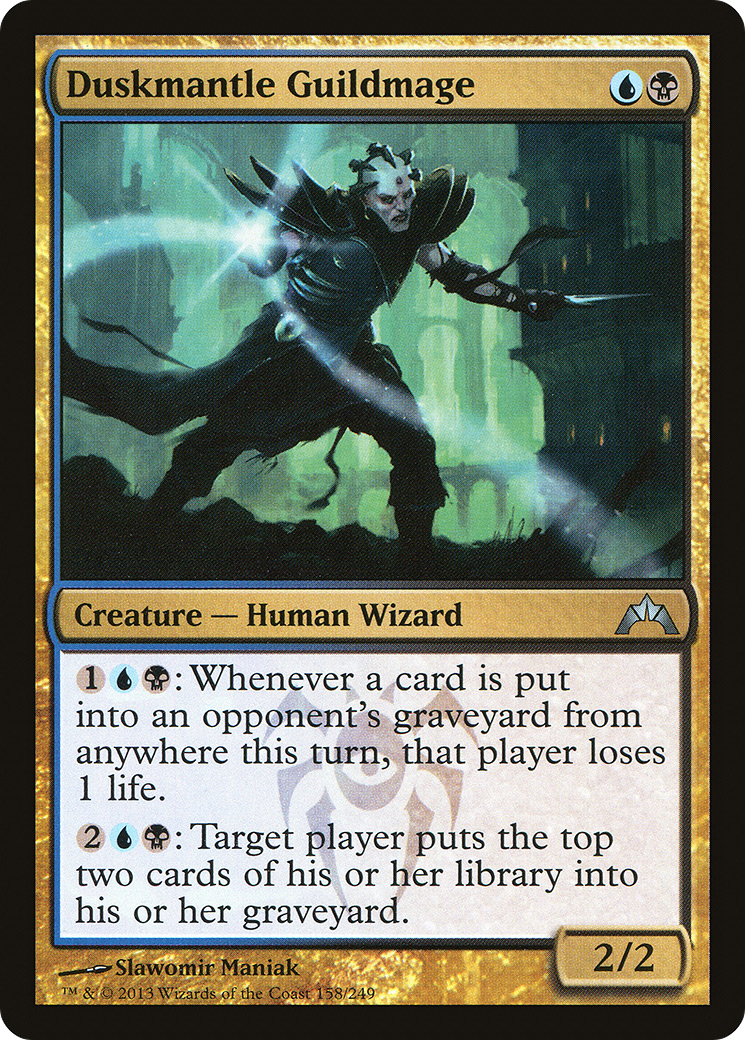 Duskmantle Guildmage
Creature — Human Wizard
1: Whenever a card is put
into an opponent's graveyard from
anywhere this turn, that player loses
1 life.
2: Target player puts the top
two cards of his or her library into
his or her graveyard.
2/2
Slawomir Maniak
™ & © 2013 Wizards of the Coast 158/249